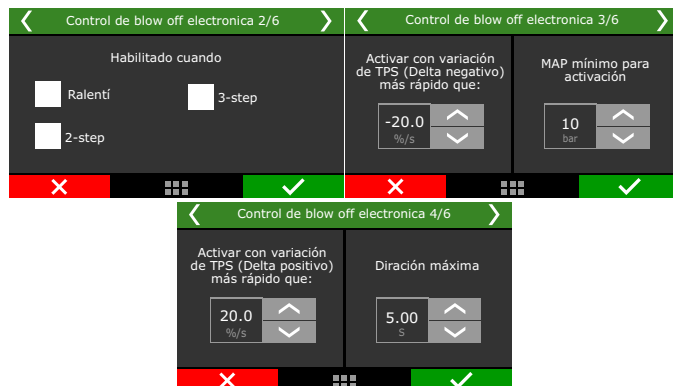 Control de blow off electronica 2/6
Habilitado cuando
Ralentí
3-step
2-step
Control de blow off electronica 3/6
Activar con variación
de TPS (Delta negativo)
más rápido que:
-20.0
%/s
MAP mínimo para
activación
10
bar
Control de blow off electronica 4/6
Activar con variación
de TPS (Delta positivo)
más rápido que:
20.0
%/s
Diración máxima
5.00
S